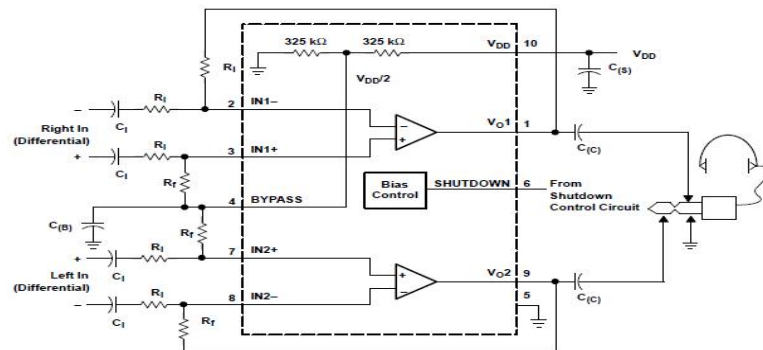 325 kΩ 325 kΩ
VDD 10 VDD
RI
C(S)
VDD/2
− CI RI 2 IN1− VO1 1
Right In
(Differential)
+ CI RI 3 IN1+ C(C)
Rf
Bias
Control
SHUTDOWN 6 From
Shutdown
Control Circuit
4 BYPASS
C(B)
Rf
+ CI RI 7 IN2+ VO2 9
Left In
(Differential)
C(C)
− CI RI 8 IN2− 5
Rf
− +
+ −